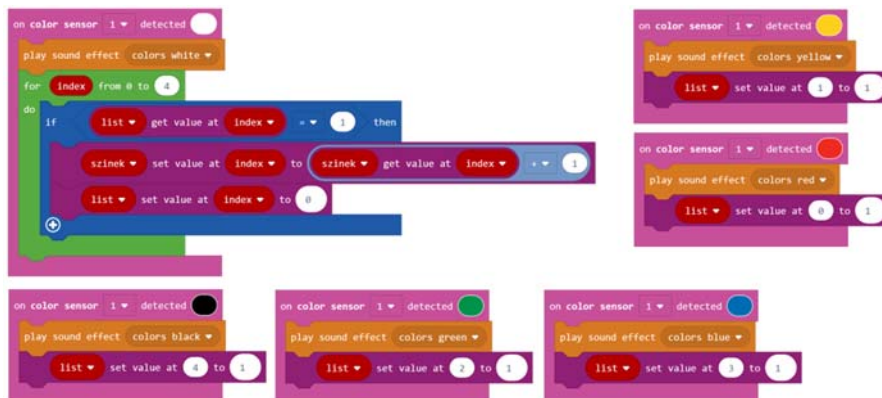 on color sensor 1 detected
play sound effect colors white
for index from 0 to 4
do
if list get value at index = 1 then
szinek set value at index to szinek get value at index + 1
list set value at index to 0
on color sensor 1 detected
play sound effect colors yellow
list set value at 1 to 1
on color sensor 1 detected
play sound effect colors red
list set value at 0 to 1
on color sensor 1 detected
play sound effect colors black
list set value at 4 to 1
on color sensor 1 detected
play sound effect colors green
list set value at 2 to 1
on color sensor 1 detected
play sound effect colors blue
list set value at 3 to 1